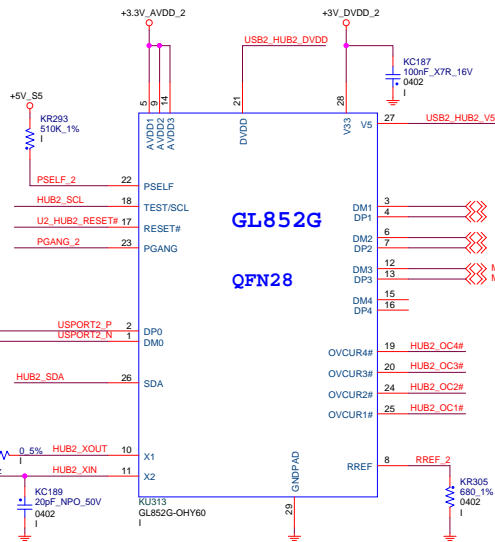 +3.3V_AVDD_2
+3V_DVDD_2
USB2_HUB2_DVDD
KC187
100nF_X7R_16V
0402
I
+5V_S5
KR293
510K_1%
I
5
9
14
21
28
AVDD1
AVDD2
AVDD3
DVDD
V33
V5
27
USB2_HUB2_V5
PSELF_2
22
PSELF
HUB2_SCL
18
TEST/SCL
U2_HUB2_RESET#
17
RESET#
PGANG_2
23
PGANG
GL852G
QFN28
DM1
3
DP1
4
DM2
6
DP2
7
DM3
12
DP3
13
DM4
15
DP4
16
USPORT2_P
2
DP0
USPORT2_N
1
DM0
OVCUR4#
19
HUB2_OC4#
OVCUR3#
20
HUB2_OC3#
OVCUR2#
24
HUB2_OC2#
OVCUR1#
25
HUB2_OC1#
HUB2_SDA
26
SDA
0_5%
I
HUB2_XOUT
10
X1
HUB2_XIN
11
X2
RREF
8
RREF_2
KR305
680_1%
0402
I
KC189
20pF_NPO_50V
0402
I
KU313
GL852G-OHY60
I
GNDPAD
29